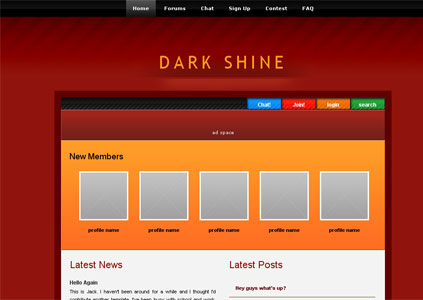 Home Forums Chat Sign Up Contest FAQ
DARK SHINE
Chat! Join! login search
ad space
New Members
profile name profile name profile name profile name profile name
Latest News Latest Posts
Hello Again
Hey guys what's up?
This is Jack. I haven't been around for a while and I thought I'd
contribute another template. I've been busy with school and work